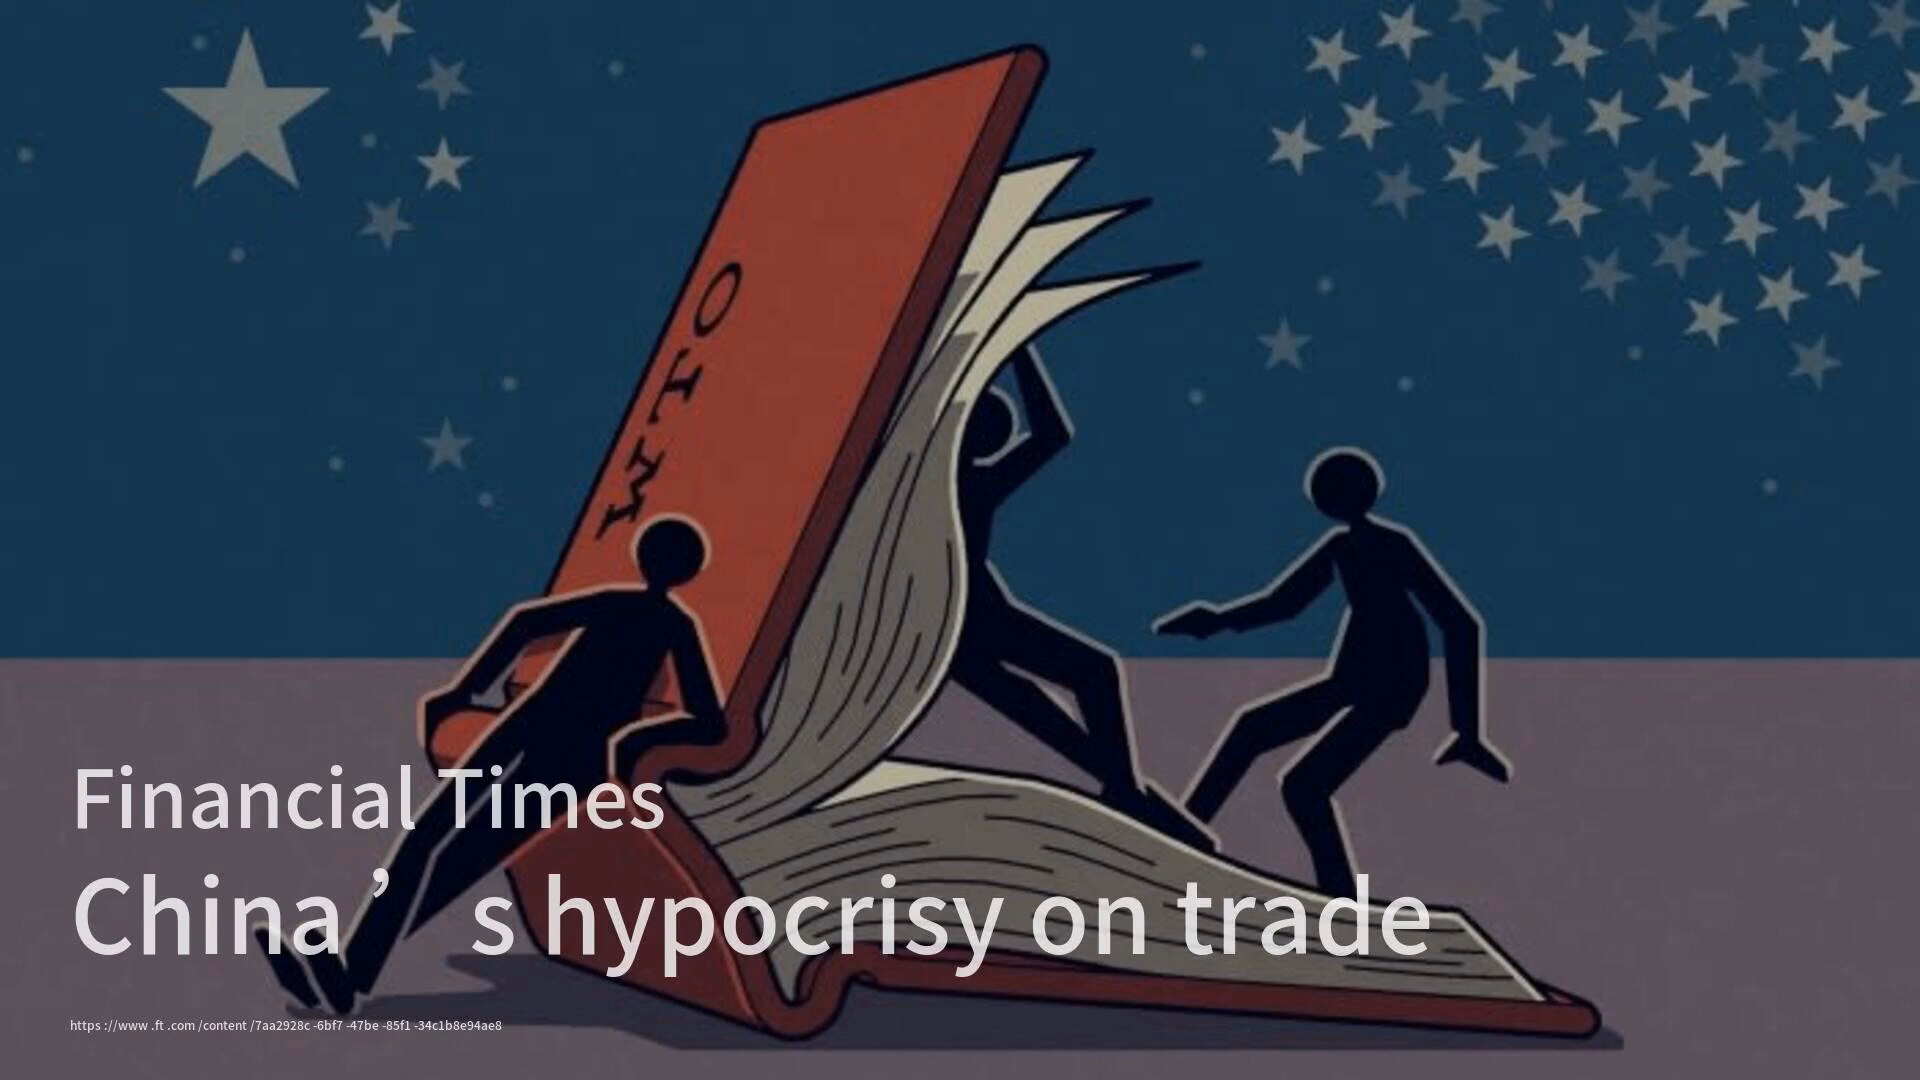 WTO
Financial Times
China’s hypocrisy on trade
https://www.ft.com/content/7aa2928c-6bf7-47be-85f1-34c1b8e94ae8